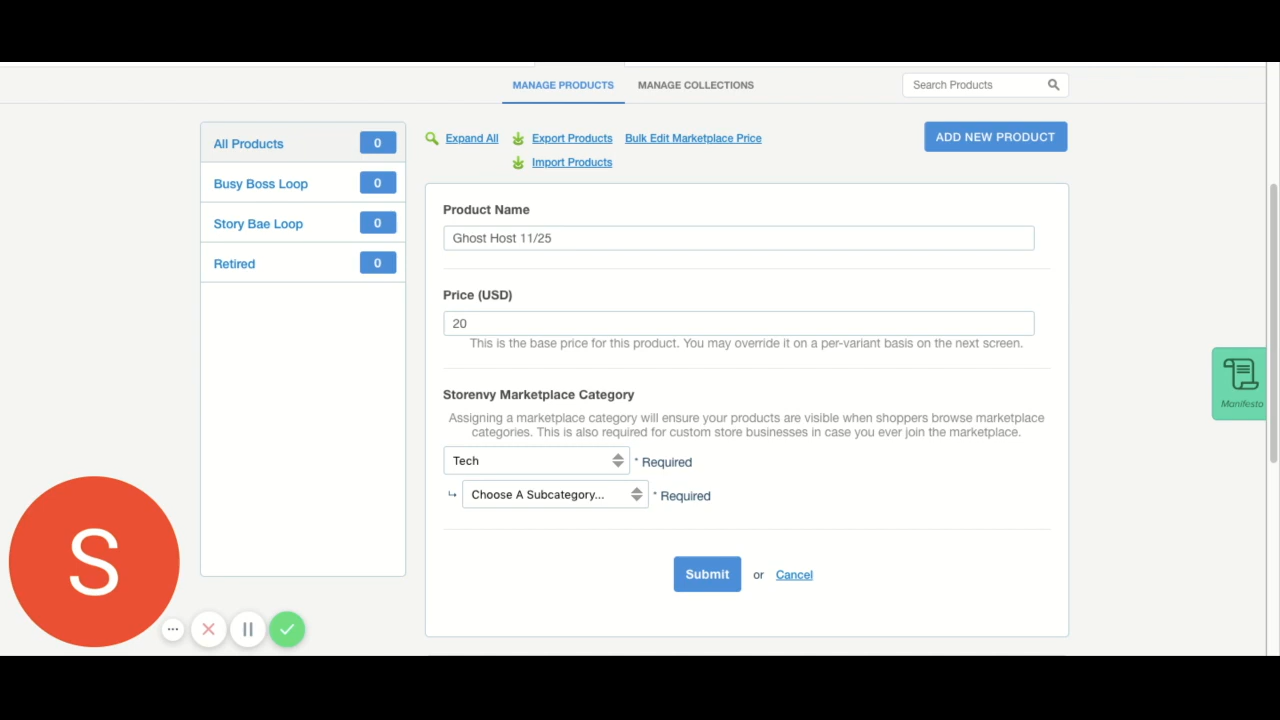 MANAGE PRODUCTS MANAGE COLLECTIONS Search Products
All Products 0
Busy Boss Loop 0
Story Bae Loop 0
Retired 0
Expand All Export Products Bulk Edit Marketplace Price
Import Products
ADD NEW PRODUCT
Product Name
Ghost Host 11/25
Price (USD)
20
This is the base price for this product. You may override it on a per-variant basis on the next screen.
Storenvy Marketplace Category
Assigning a marketplace category will ensure your products are visible when shoppers browse marketplace
categories. This is also required for custom store businesses in case you ever join the marketplace.
Tech * Required
Choose A Subcategory... * Required
Submit or Cancel
Manifesto
S